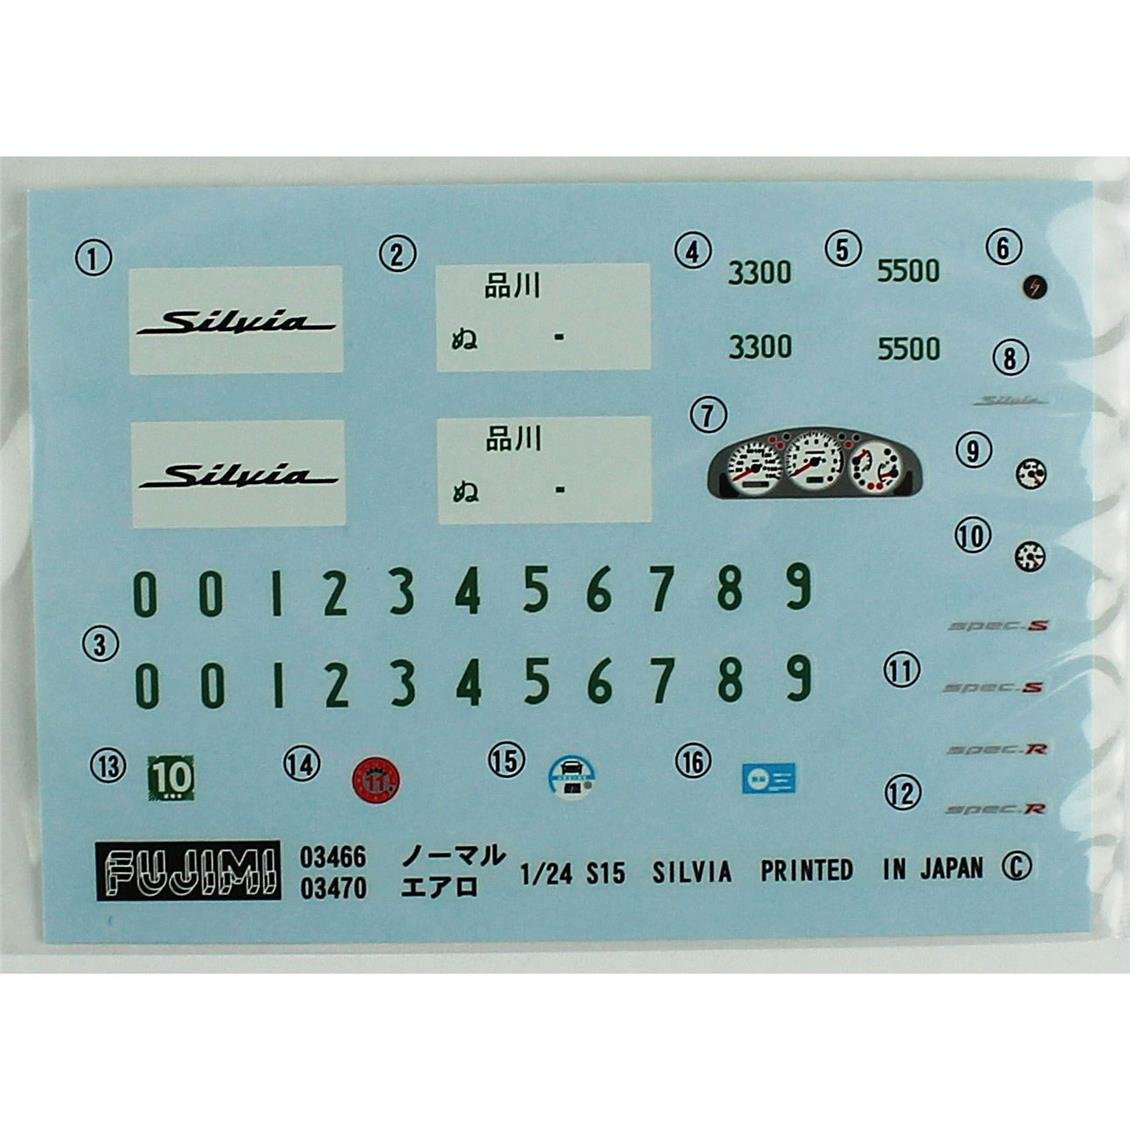 ① ② ④ 3300 ⑤ 5500 ⑥
Silvia
品川
ぬ -
3300 5500 ⑧
Silvia
⑦
Silvia
品川
ぬ -
⑨
⑩
0 0 1 2 3 4 5 6 7 8 9
spec.S
③
0 0 1 2 3 4 5 6 7 8 9
⑪ spec.S
spec.R
⑬ 10 ⑭ 11 ⑮ ⑯
⑫ spec.R
FUJIMI
03466 ノーマル
03470 エアロ
1/24 S15 SILVIA PRINTED IN JAPAN ©